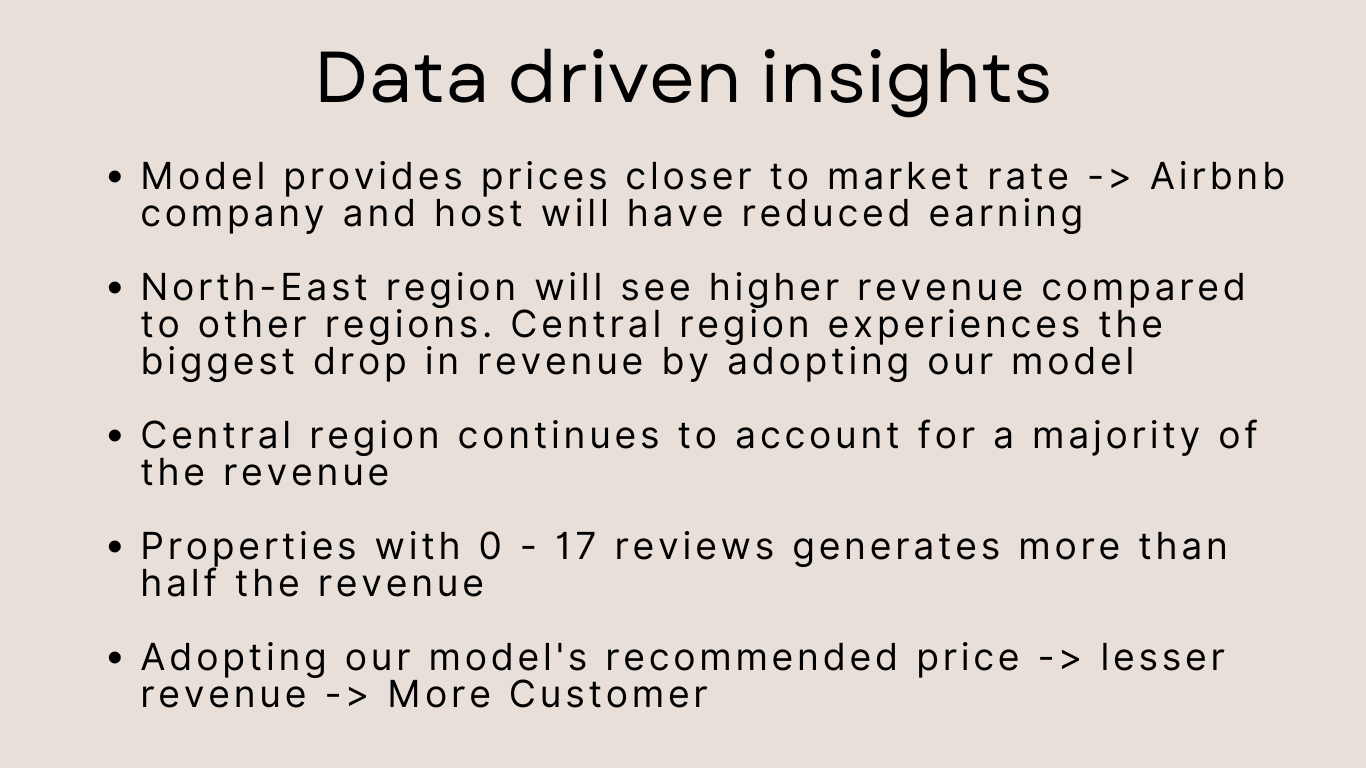 Data driven insights
• Model provides prices closer to market rate -> Airbnb
company and host will have reduced earning
• North-East region will see higher revenue compared
to other regions. Central region experiences the
biggest drop in revenue by adopting our model
• Central region continues to account for a majority of
the revenue
• Properties with 0 - 17 reviews generates more than
half the revenue
• Adopting our model's recommended price -> lesser
revenue -> More Customer